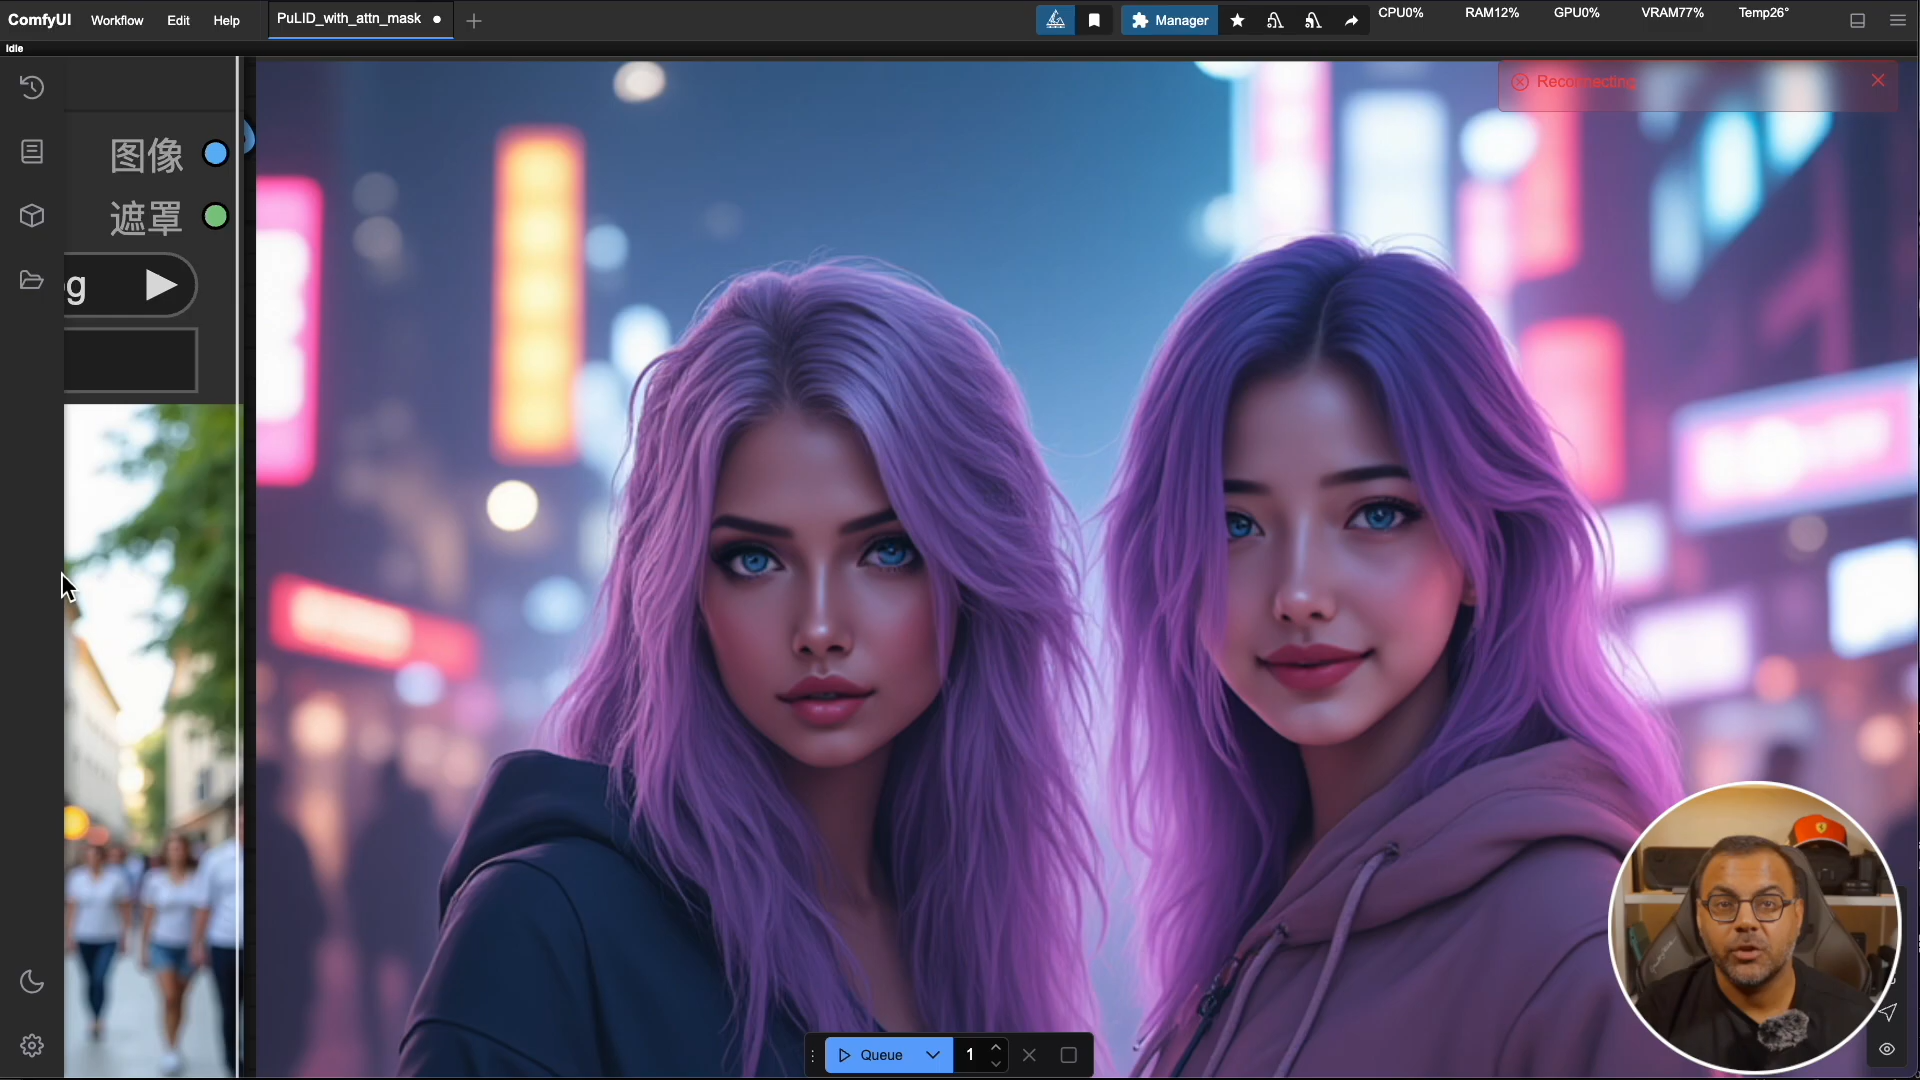 ComfyUI Workflow Edit Help PuLID_with_attn_mask Manager CPU0% RAM12% GPU0% VRAM77% Temp26°
Idle
Reconnecting
图像
遮罩
og
Queue 1